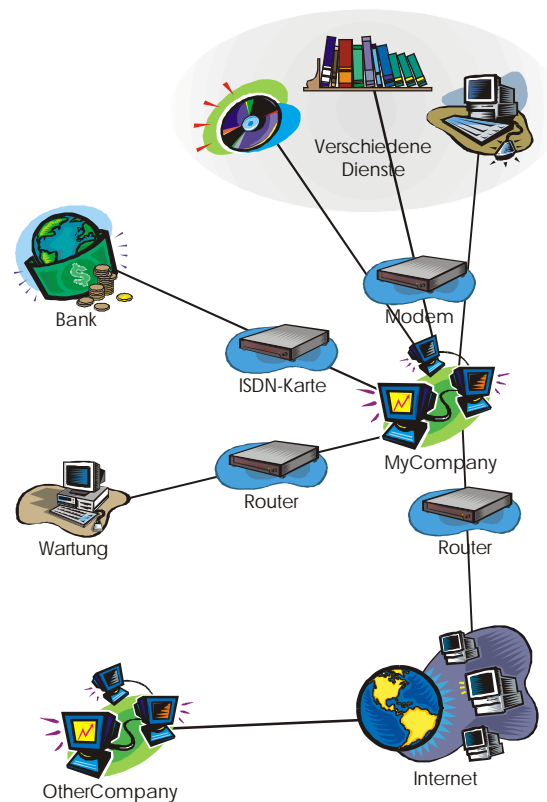 Verschiedene
Dienste
Bank
Modem
ISDN-Karte
MyCompany
Router
Wartung
Router
Internet
OtherCompany